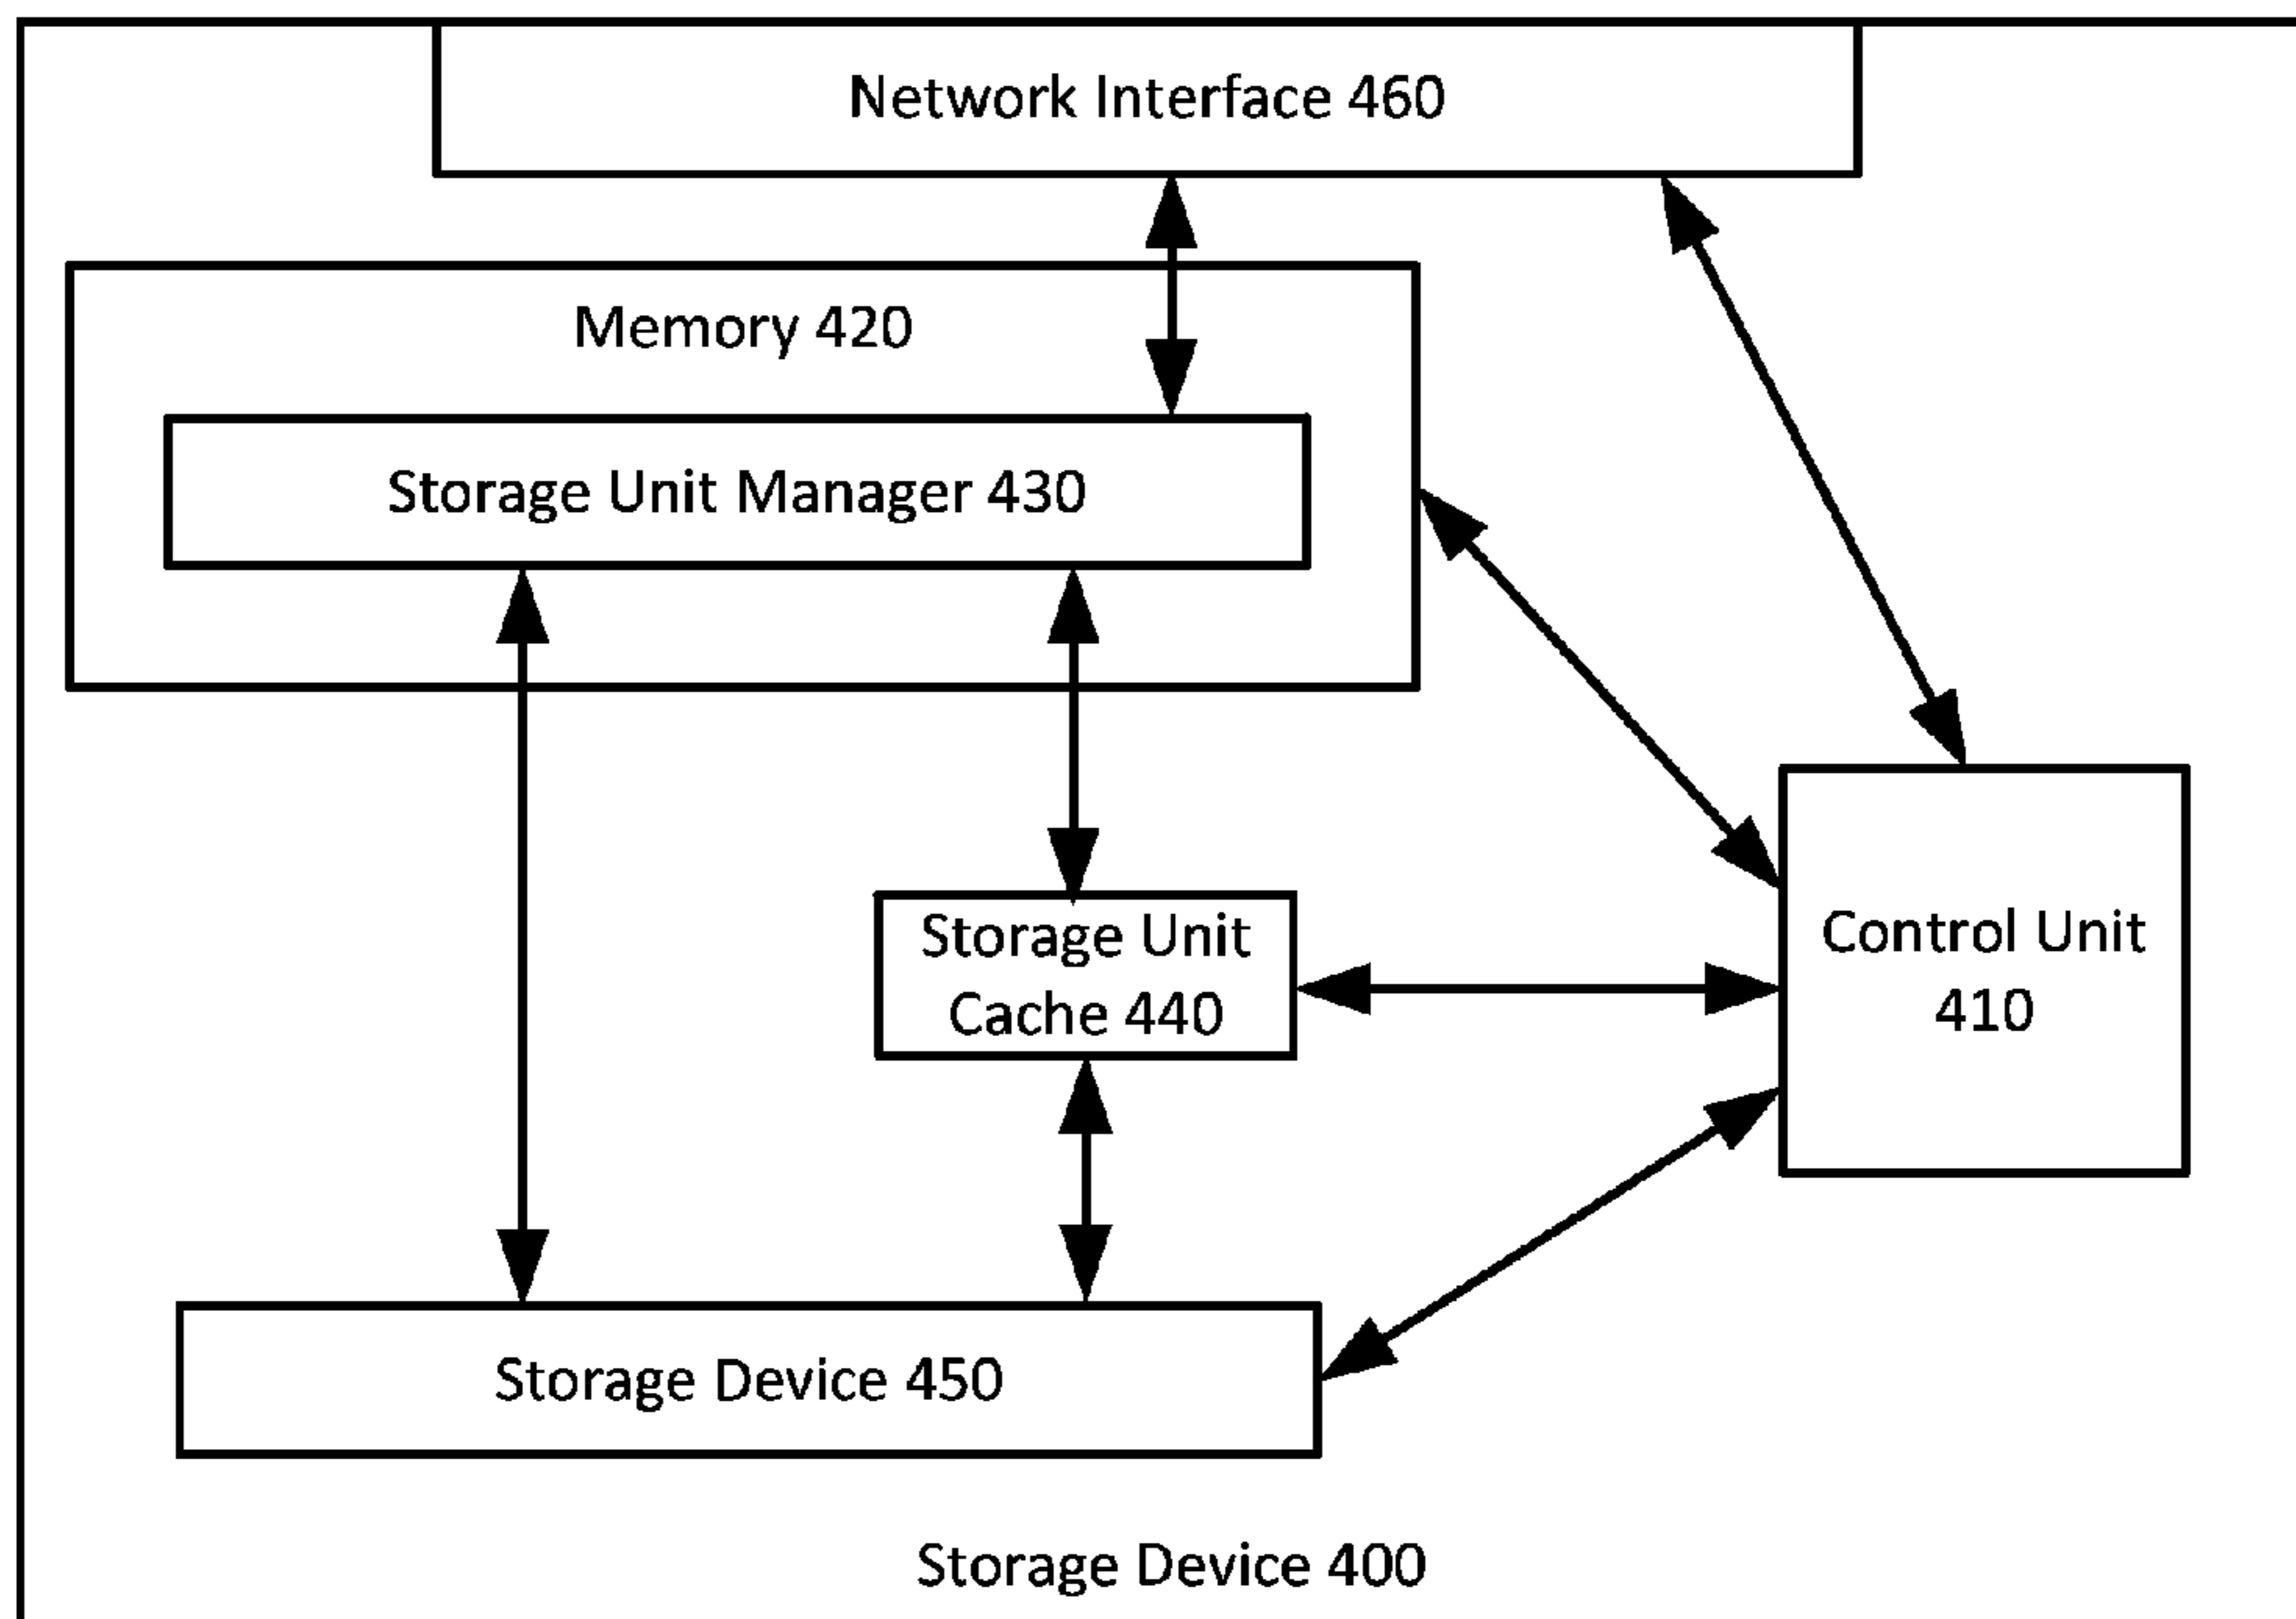 Network Interface 460
Memory 420
Storage Unit Manager 430
Storage Unit
Cache 440
Control Unit
410
Storage Device 450
Storage Device 400